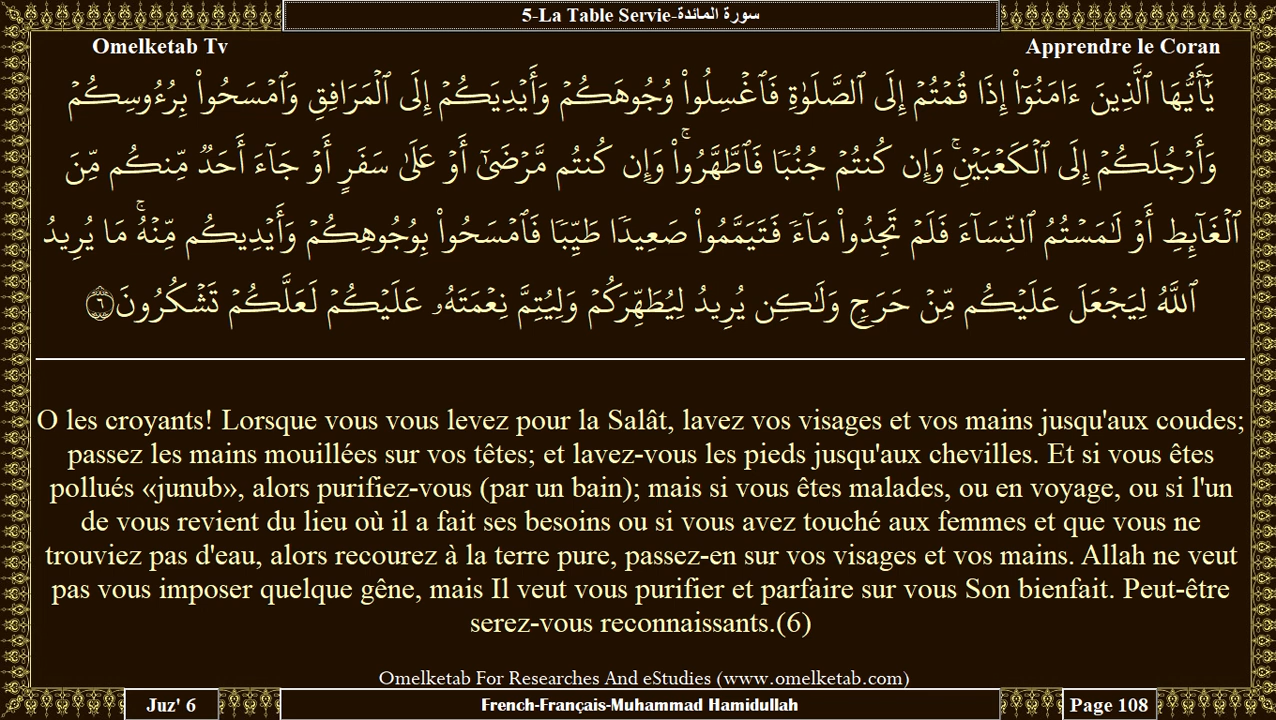 5-La Table Servie-سورة المائدة
Omelketab Tv
Apprendre le Coran
يَٰٓأَيُّهَا ٱلَّذِينَ ءَامَنُوٓا۟ إِذَا قُمْتُمْ إِلَى ٱلصَّلَوٰةِ فَٱغْسِلُوا۟ وُجُوهَكُمْ وَأَيْدِيَكُمْ إِلَى ٱلْمَرَافِقِ وَٱمْسَحُوا۟ بِرُءُوسِكُمْ
وَأَرْجُلَكُمْ إِلَى ٱلْكَعْبَيْنِ ۚ وَإِن كُنتُمْ جُنُبًا فَٱطَّهَّرُوا۟ ۚ وَإِن كُنتُم مَّرْضَىٰٓ أَوْ عَلَىٰ سَفَرٍ أَوْ جَآءَ أَحَدٌ مِّنكُم مِّنَ
ٱلْغَآئِطِ أَوْ لَٰمَسْتُمُ ٱلنِّسَآءَ فَلَمْ تَجِدُوا۟ مَآءً فَتَيَمَّمُوا۟ صَعِيدًا طَيِّبًا فَٱمْسَحُوا۟ بِوُجُوهِكُمْ وَأَيْدِيكُم مِّنْهُ ۚ مَا يُرِيدُ
ٱللَّهُ لِيَجْعَلَ عَلَيْكُم مِّنْ حَرَجٍ وَلَٰكِن يُرِيدُ لِيُطَهِّرَكُمْ وَلِيُتِمَّ نِعْمَتَهُۥ عَلَيْكُمْ لَعَلَّكُمْ تَشْكُرُونَ ٦
O les croyants! Lorsque vous vous levez pour la Salât, lavez vos visages et vos mains jusqu'aux coudes;
passez les mains mouillées sur vos têtes; et lavez-vous les pieds jusqu'aux chevilles. Et si vous êtes
pollués «junub», alors purifiez-vous (par un bain); mais si vous êtes malades, ou en voyage, ou si l'un
de vous revient du lieu où il a fait ses besoins ou si vous avez touché aux femmes et que vous ne
trouviez pas d'eau, alors recourez à la terre pure, passez-en sur vos visages et vos mains. Allah ne veut
pas vous imposer quelque gêne, mais Il veut vous purifier et parfaire sur vous Son bienfait. Peut-être
serez-vous reconnaissants.(6)
Omelketab For Researches And eStudies (www.omelketab.com)
Juz' 6
French-Français-Muhammad Hamidullah
Page 108